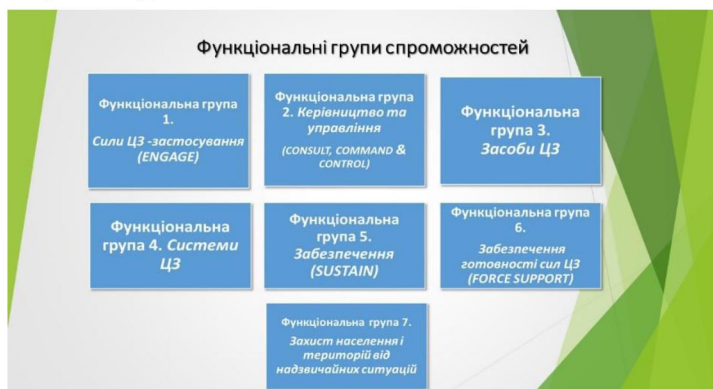 Функціональні групи спроможностей
Функціональна група
1.
Сили ЦЗ -застосування
(ENGAGE)
Функціональна група
2. Керівництво та
управління
(CONSULT, COMMAND &
CONTROL)
Функціональна
група 3.
Засоби ЦЗ
Функціональна
група 4. Системи
ЦЗ
Функціональна
група 5.
Забезпечення
(SUSTAIN)
Функціональна група
6.
Забезпечення
готовності сил ЦЗ
(FORCE SUPPORT)
Функціональна група 7.
Захист населення і
територій від
надзвичайних ситуацій